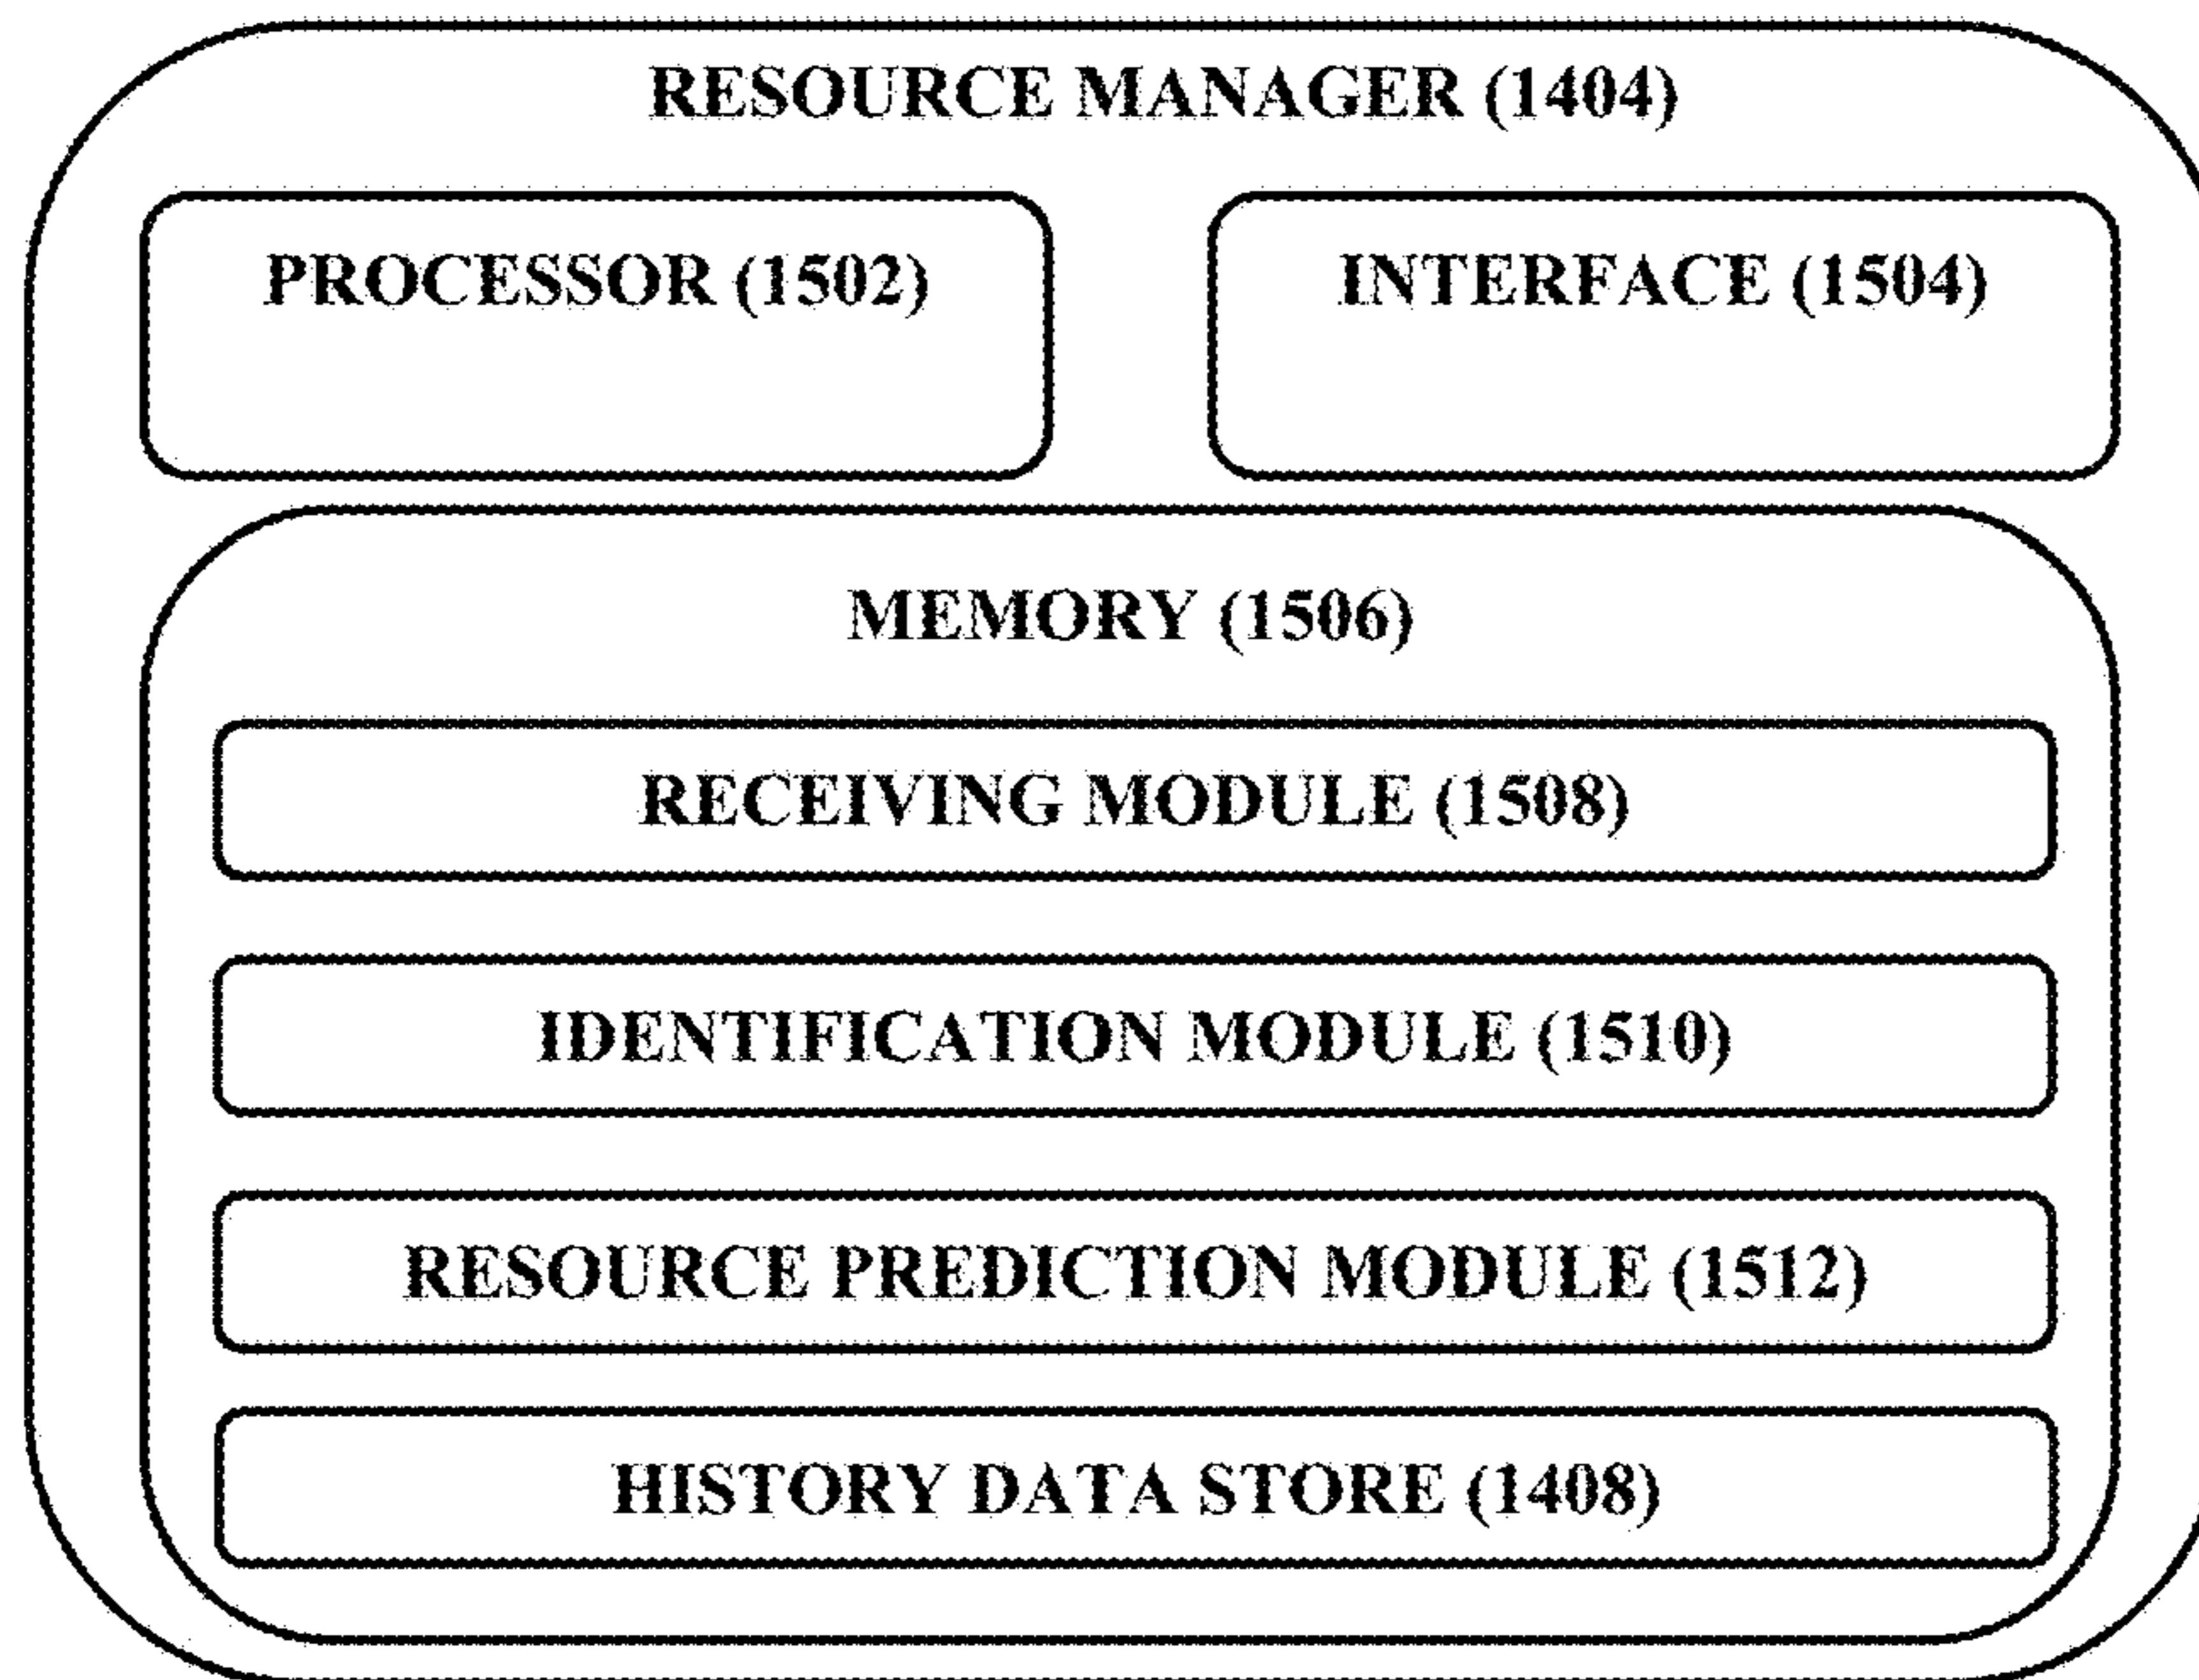 RESOURCE MANAGER (1404)
PROCESSOR (1502)
INTERFACE (1504)
MEMORY (1506)
RECEIVING MODULE (1508)
IDENTIFICATION MODULE (1510)
RESOURCE PREDICTION MODULE (1512)
HISTORY DATA STORE (1408)